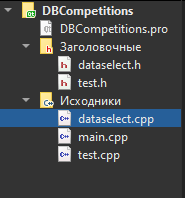 DBCompetitions
DBCompetitions.pro
Заголовочные
dataselect.h
test.h
Исходники
dataselect.cpp
main.cpp
test.cpp